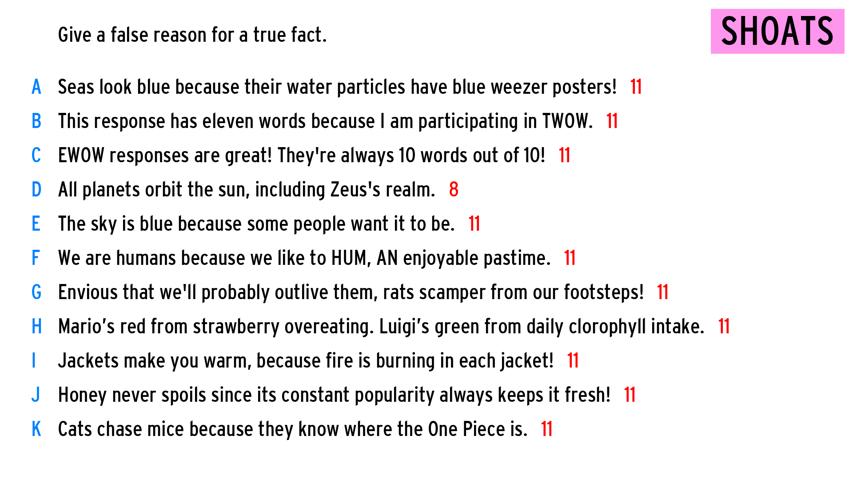 Give a false reason for a true fact.
SHOATS
A Seas look blue because their water particles have blue weezer posters! 11
B This response has eleven words because I am participating in TWOW. 11
C EWOW responses are great! They're always 10 words out of 10! 11
D All planets orbit the sun, including Zeus's realm. 8
E The sky is blue because some people want it to be. 11
F We are humans because we like to HUM, AN enjoyable pastime. 11
G Envious that we'll probably outlive them, rats scamper from our footsteps! 11
H Mario's red from strawberry overeating. Luigi's green from daily clorophyll intake. 11
I Jackets make you warm, because fire is burning in each jacket! 11
J Honey never spoils since its constant popularity always keeps it fresh! 11
K Cats chase mice because they know where the One Piece is. 11